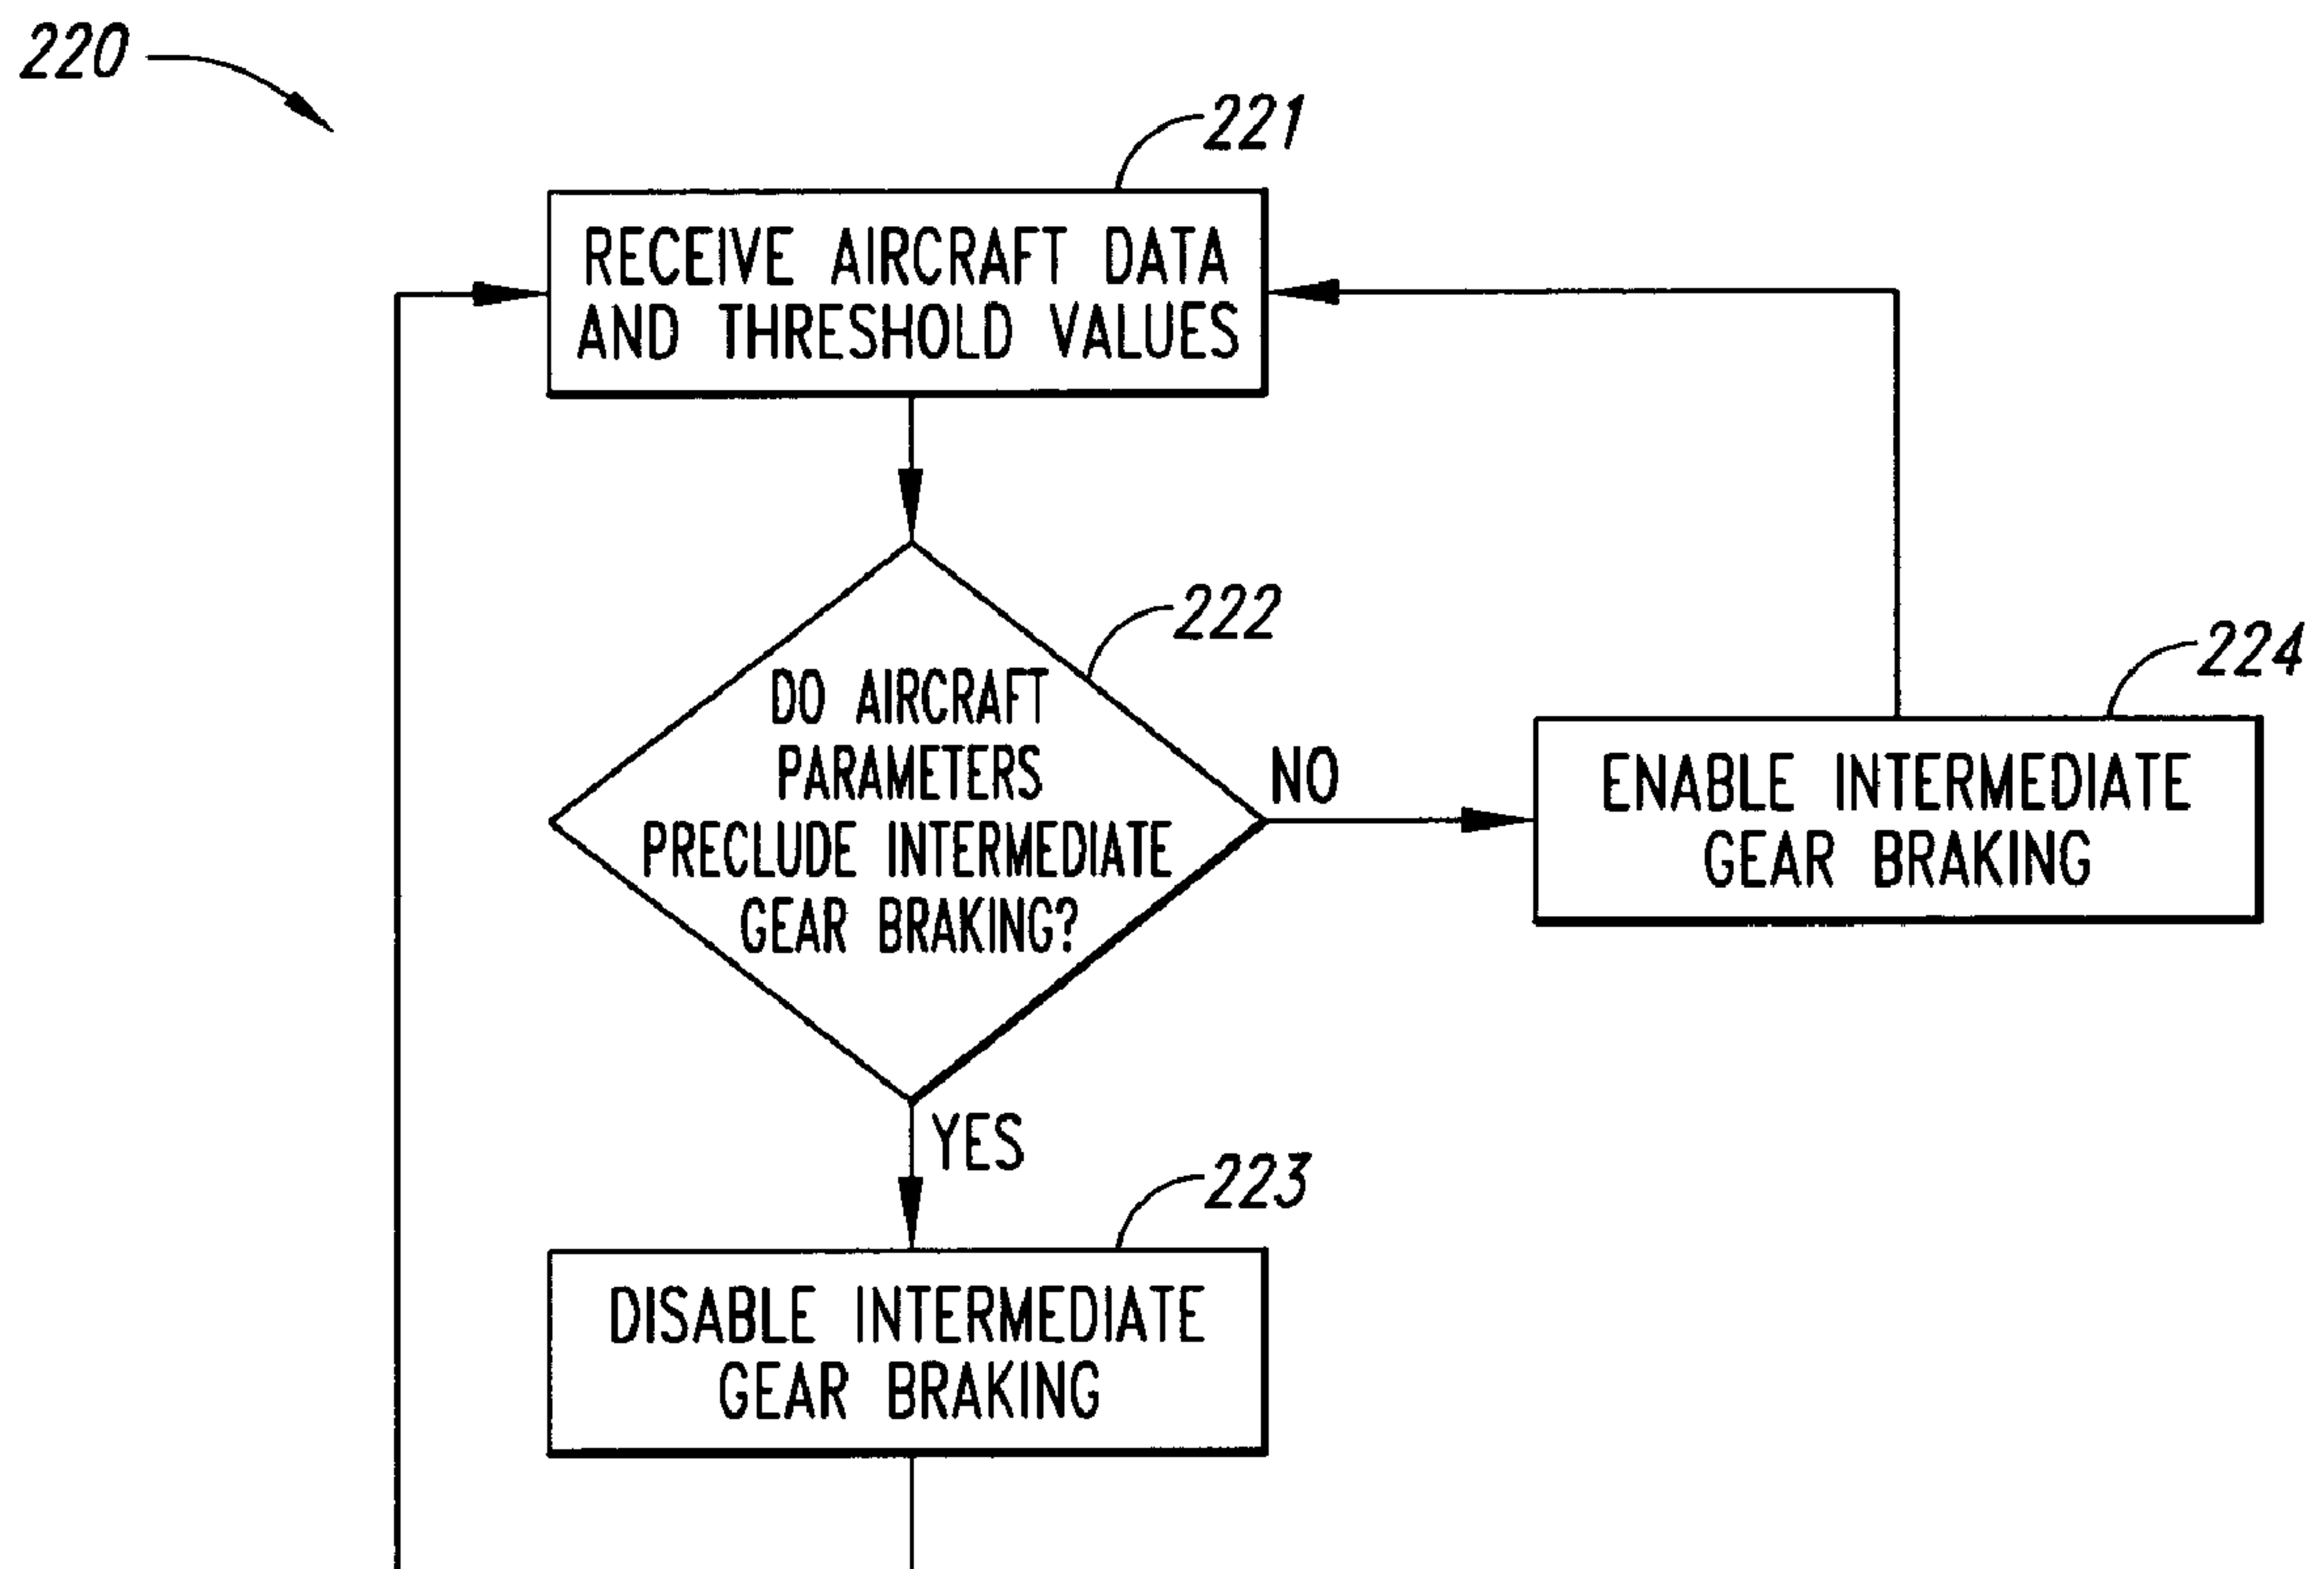 220
221
RECEIVE AIRCRAFT DATA
AND THRESHOLD VALUES
222
DO AIRCRAFT
PARAMETERS
PRECLUDE INTERMEDIATE
GEAR BRAKING?
NO
224
ENABLE INTERMEDIATE
GEAR BRAKING
YES
223
DISABLE INTERMEDIATE
GEAR BRAKING